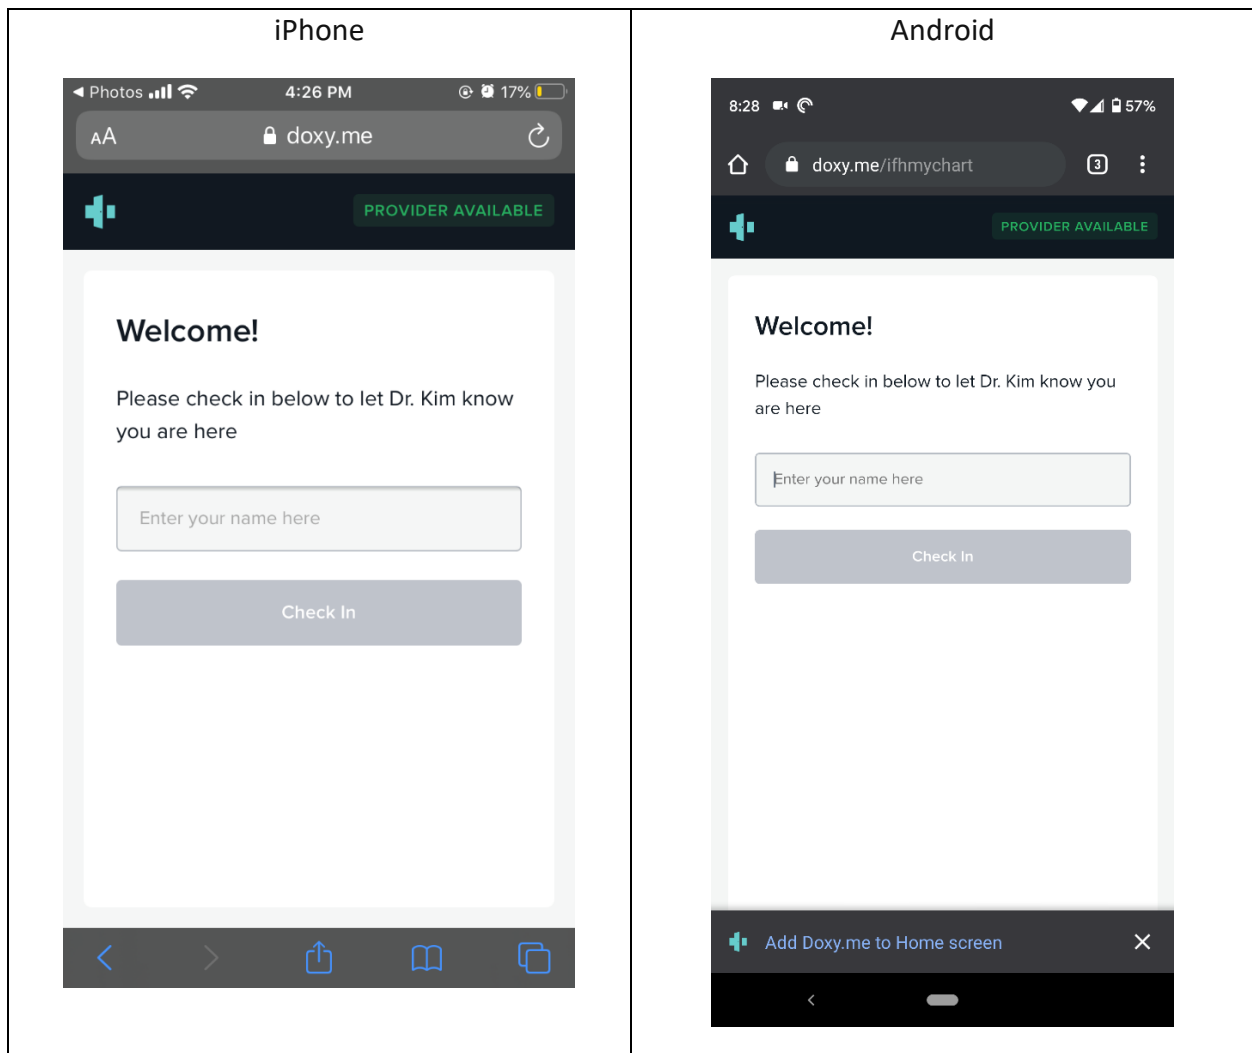 iPhone
Photos
4:26 PM
17%
AA
doxy.me
PROVIDER AVAILABLE
Welcome!
Please check in below to let Dr. Kim know
you are here
Enter your name here
Check In
Android
8:28
57%
doxy.me/ifhmychart
3
PROVIDER AVAILABLE
Welcome!
Please check in below to let Dr. Kim know you
are here
Enter your name here
Check In
Add Doxy.me to Home screen